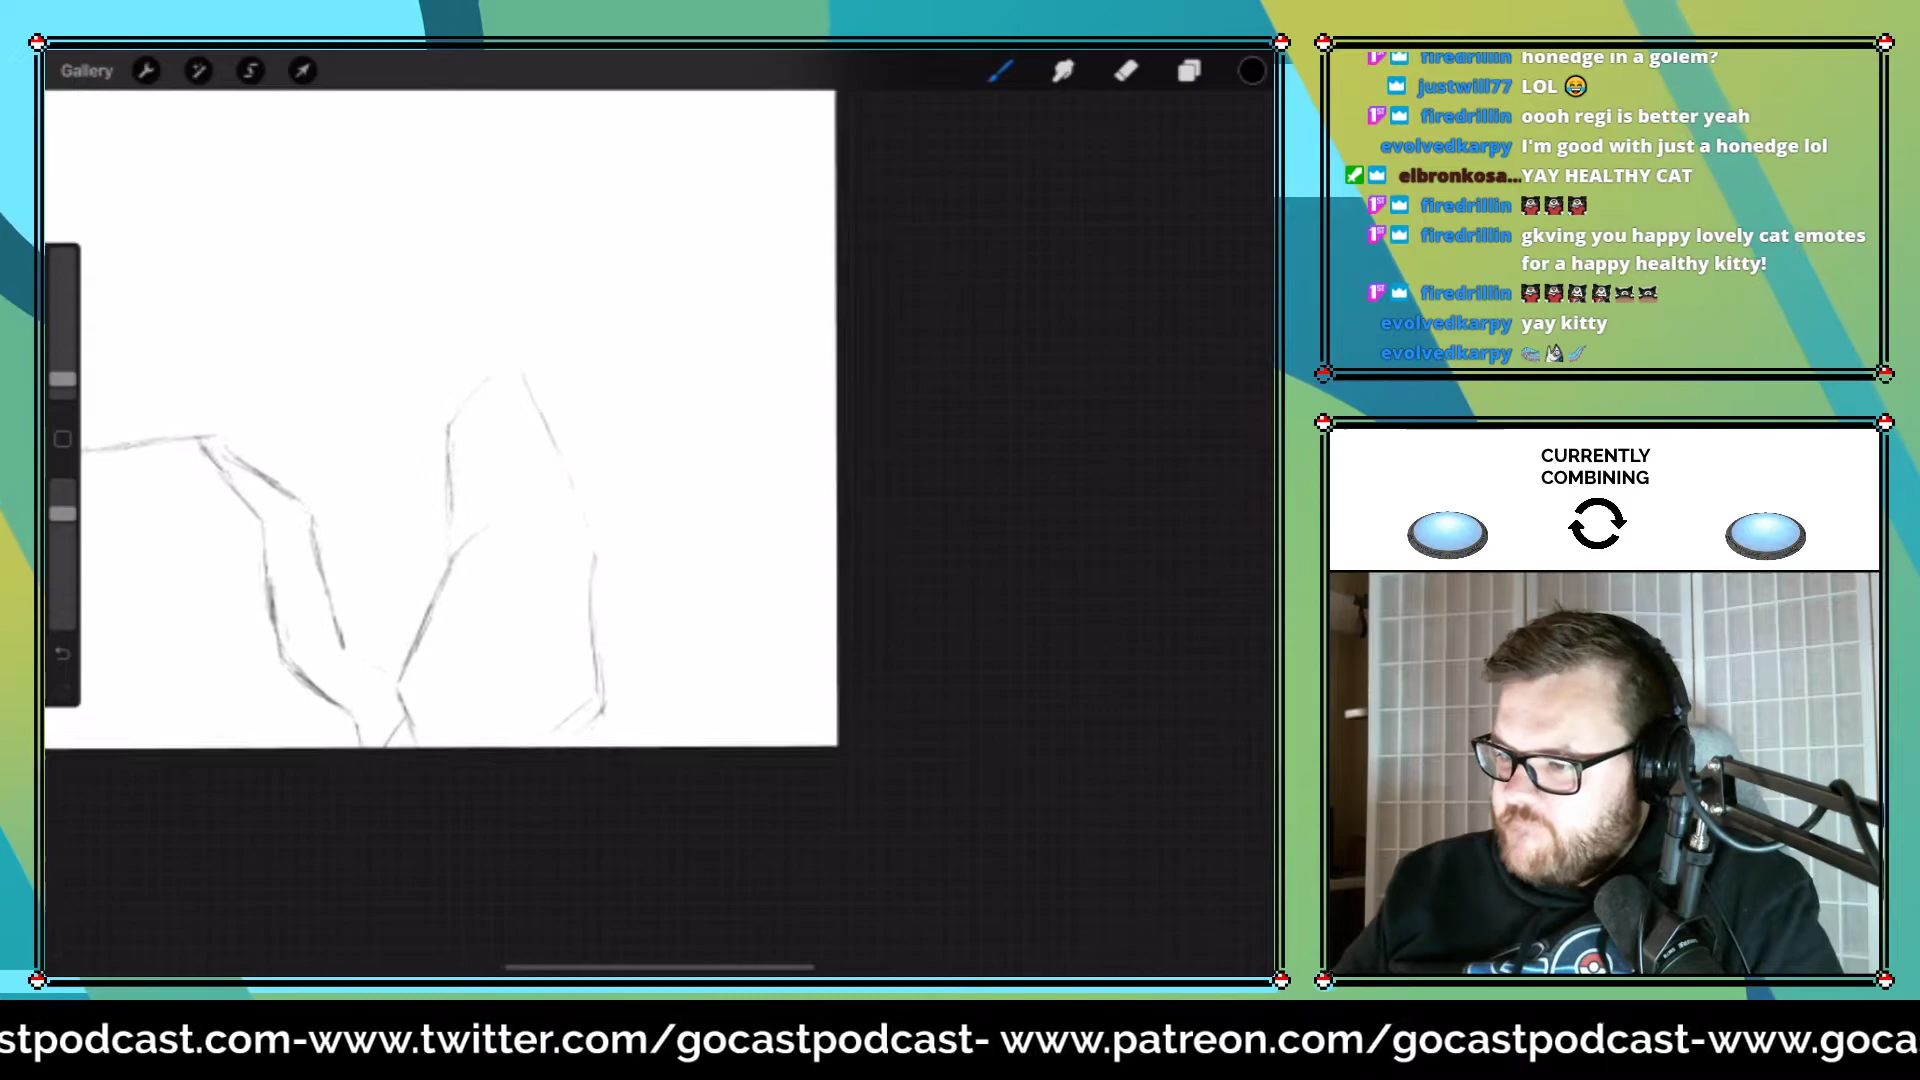 Gallery
firedrillin honedge in a golem?
justwill77 LOL 😂
firedrillin oooh regi is better yeah
evolvedkarpy I'm good with just a honedge lol
elbronkosa... YAY HEALTHY CAT
firedrillin
firedrillin gkving you happy lovely cat emotes
for a happy healthy kitty!
firedrillin
evolvedkarpy yay kitty
evolvedkarpy
CURRENTLY
COMBINING
stpodcast.com-www.twitter.com/gocastpodcast- www.patreon.com/gocastpodcast-www.goca